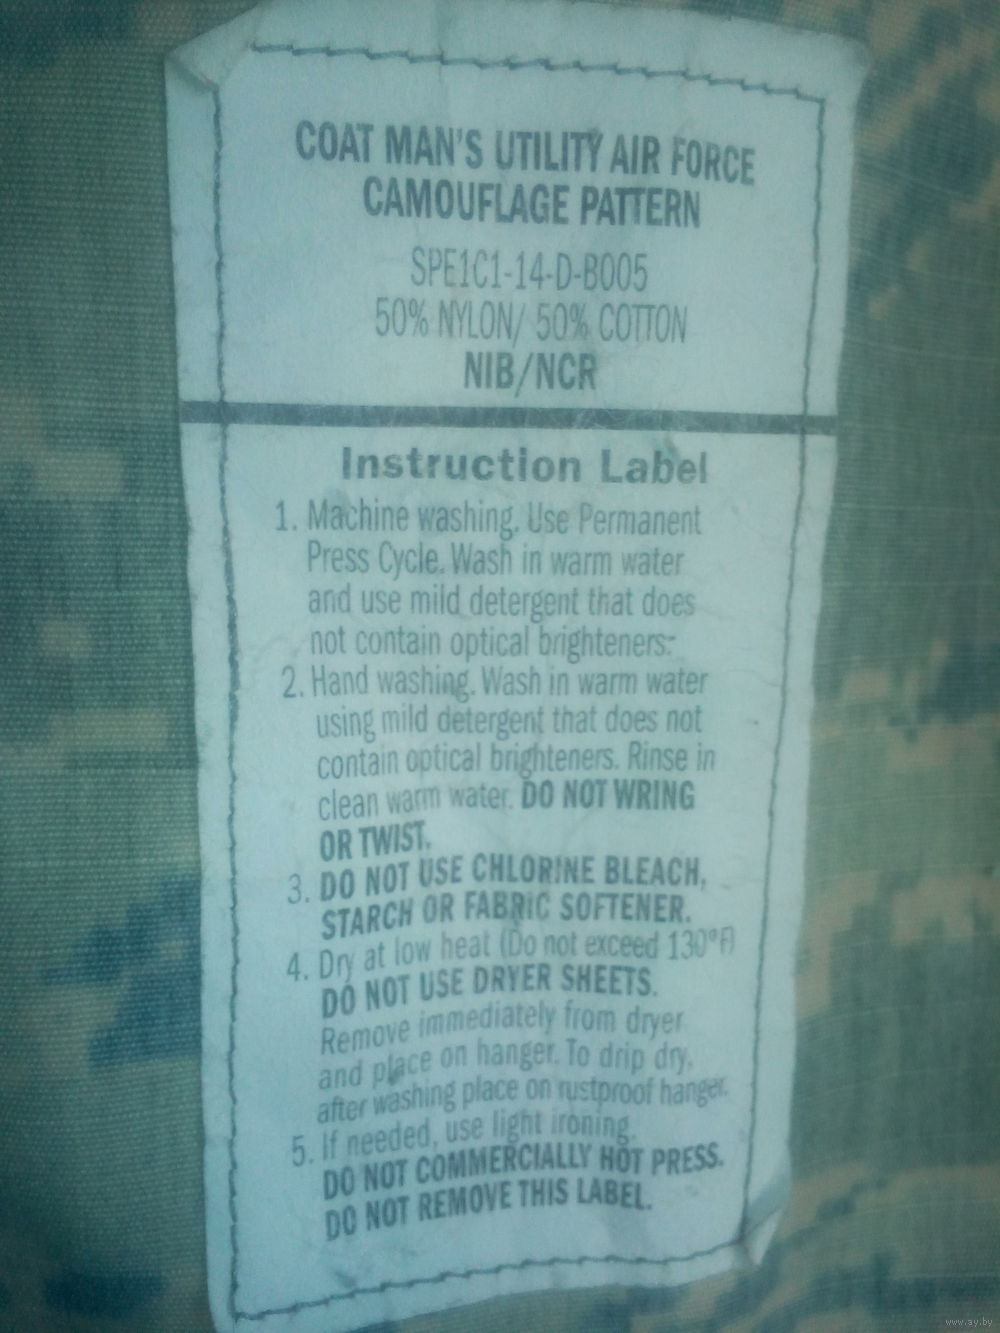 COAT MAN'S UTILITY AIR FORCE
CAMOUFLAGE PATTERN
SPE1C1-14-D-B005
50% NYLON/ 50% COTTON
NIB/NCR
Instruction Label
1. Machine washing. Use Permanent
Press Cycle. Wash in warm water
and use mild detergent that does
not contain optical brighteners.
2. Hand washing. Wash in warm water
using mild detergent that does not
contain optical brighteners. Rinse in
clean warm water. DO NOT WRING
OR TWIST.
3. DO NOT USE CHLORINE BLEACH,
STARCH OR FABRIC SOFTENER.
4. Dry at low heat (Do not exceed 130°F)
DO NOT USE DRYER SHEETS.
Remove immediately from dryer
and place on hanger. To drip dry,
after washing place on rustproof hanger.
5. If needed, use light ironing.
DO NOT COMMERCIALLY HOT PRESS.
DO NOT REMOVE THIS LABEL.
www.ay.by